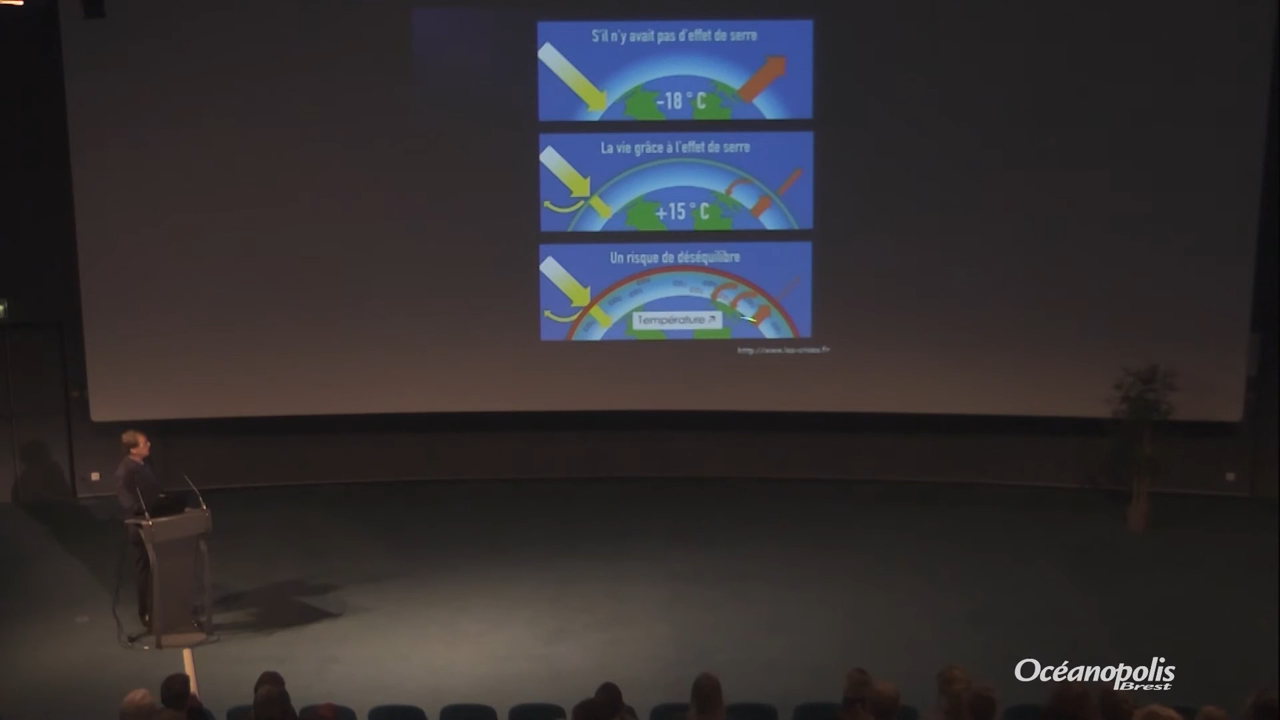 S'il n'y avait pas d'effet de serre
-18°C
La vie grâce à l'effet de serre
+15°C
Un risque de déséquilibre
Température ↗
Océanopolis
Brest